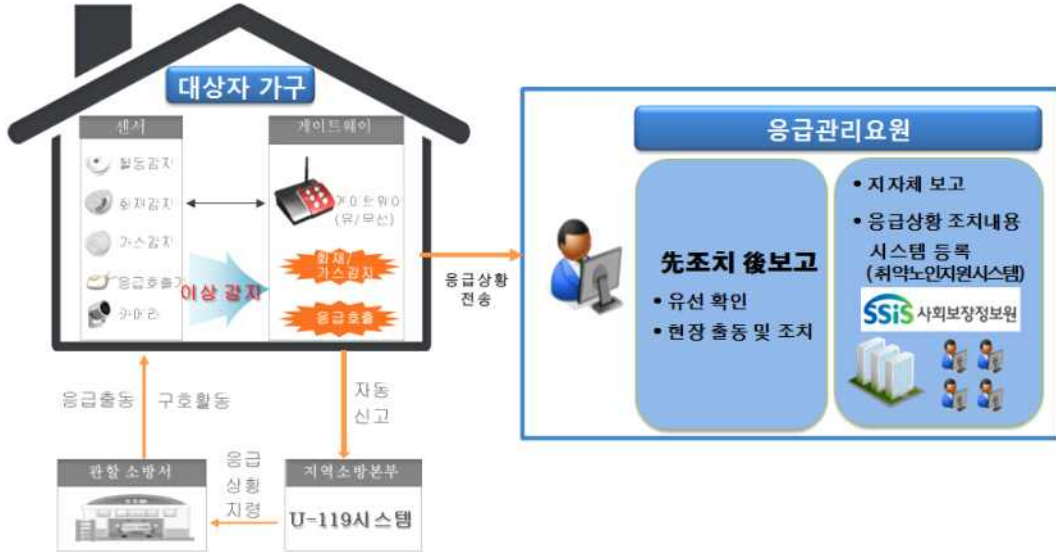 대상자 가구
센서
활동감지
화재감지
가스감지
응급호출기
카메라
게이트웨이
게이트웨이
(유/무선)
이상 감지
화재/
가스감지
응급호출
응급상황
전송
응급관리요원
先조치 後보고
• 유선 확인
• 현장 출동 및 조치
• 지자체 보고
• 응급상황 조치내용
시스템 등록
(취약노인지원시스템)
SSiS 사회보장정보원
응급출동
구호활동
자동
신고
관할 소방서
응급
상황
지령
지역소방본부
U-119시스템